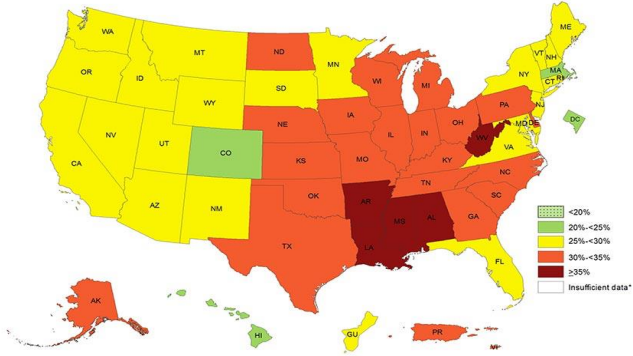 WA
MT
ND
MN
ME
VT
NH
OR
ID
SD
WI
MI
NY
MA
RI
CT
WY
NE
IA
PA
NJ
NV
UT
CO
IL
IN
OH
MD
DE
DC
WV
VA
CA
KS
MO
KY
AZ
NM
OK
AR
TN
NC
SC
TX
LA
MS
AL
GA
FL
AK
HI
GU
PR
VI
<20%
20%-<25%
25%-<30%
30%-<35%
≥35%
Insufficient data*